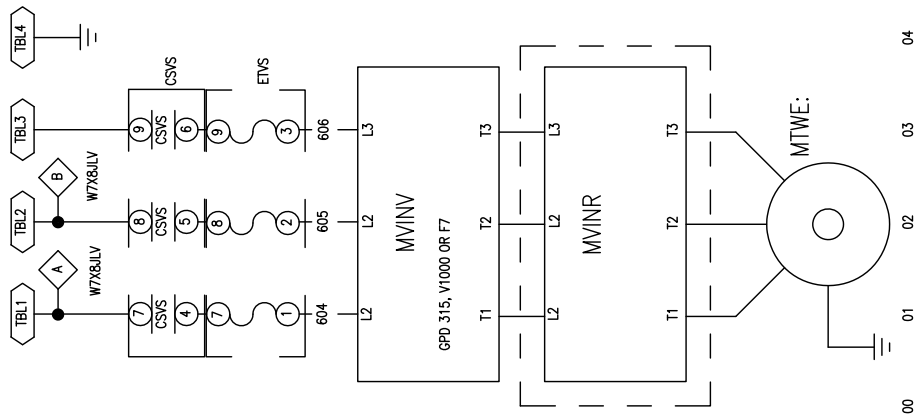 TBL1
TBL2
TBL3
TBL4
A
B
W7X8JLV
W7X8JLV
7
8
9
CSVS
CSVS
CSVS
CSVS
4
5
6
7
8
9
ETVS
1
2
3
604
605
606
L2
L2
L3
MVINV
GPD 315, V1000 OR F7
T1
T2
T3
L2
L2
L3
MVINR
T1
T2
T3
MTWE:
00
01
02
03
04